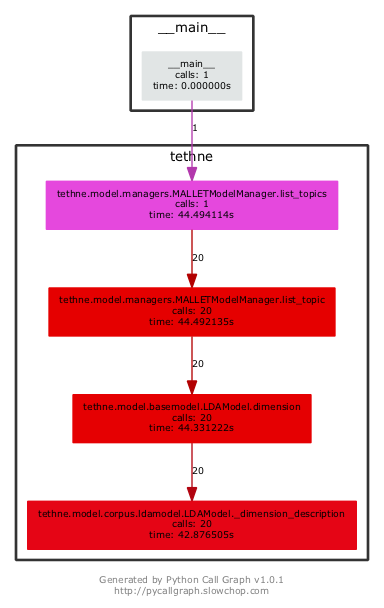 __main__
__main__
calls: 1
time: 0.000000s
1
tethne
tethne.model.managers.MALLETModelManager.list_topics
calls: 1
time: 44.494114s
20
tethne.model.managers.MALLETModelManager.list_topic
calls: 20
time: 44.492135s
20
tethne.model.basemodel.LDAModel.dimension
calls: 20
time: 44.331222s
20
tethne.model.corpus.ldamodel.LDAModel._dimension_description
calls: 20
time: 42.876505s
Generated by Python Call Graph v1.0.1
http://pycallgraph.slowchop.com